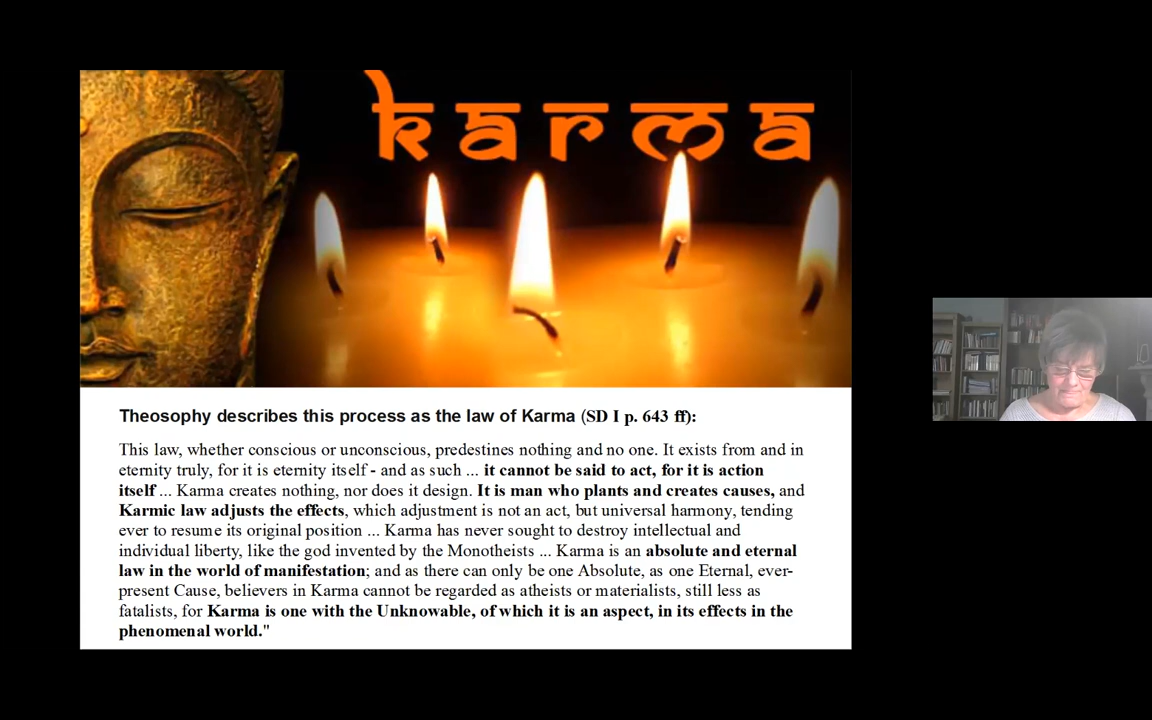 karma
Theosophy describes this process as the law of Karma (SD I p. 643 ff):
This law, whether conscious or unconscious, predestines nothing and no one. It exists from and in
eternity truly, for it is eternity itself - and as such ... it cannot be said to act, for it is action
itself ... Karma creates nothing, nor does it design. It is man who plants and creates causes, and
Karmic law adjusts the effects, which adjustment is not an act, but universal harmony, tending
ever to resume its original position ... Karma has never sought to destroy intellectual and
individual liberty, like the god invented by the Monotheists ... Karma is an absolute and eternal
law in the world of manifestation; and as there can only be one Absolute, as one Eternal, ever-
present Cause, believers in Karma cannot be regarded as atheists or materialists, still less as
fatalists, for Karma is one with the Unknowable, of which it is an aspect, in its effects in the
phenomenal world."